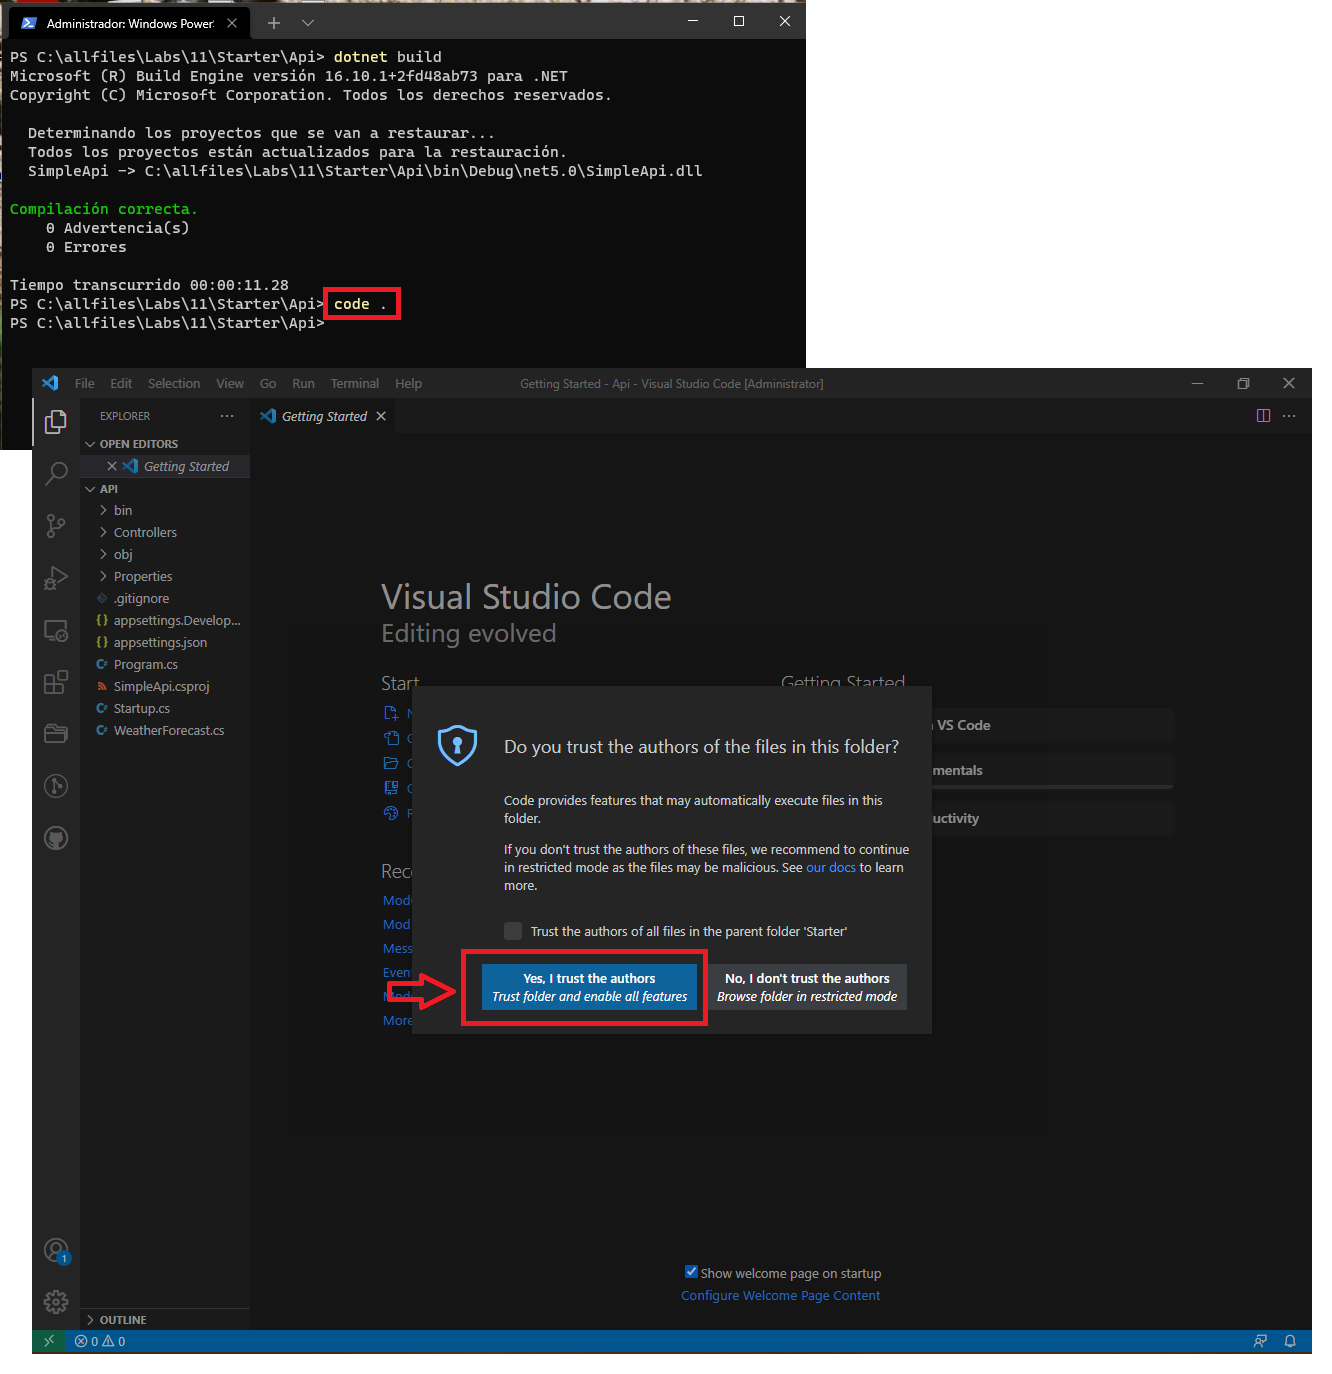 Administrador: Windows PowerS
PS C:\allfiles\Labs\11\Starter\Api> dotnet build
Microsoft (R) Build Engine versión 16.10.1+2fd48ab73 para .NET
Copyright (C) Microsoft Corporation. Todos los derechos reservados.
Determinando los proyectos que se van a restaurar...
Todos los proyectos están actualizados para la restauración.
SimpleApi -> C:\allfiles\Labs\11\Starter\Api\bin\Debug\net5.0\SimpleApi.dll
Compilación correcta.
0 Advertencia(s)
0 Errores
Tiempo transcurrido 00:00:11.28
PS C:\allfiles\Labs\11\Starter\Api> code .
PS C:\allfiles\Labs\11\Starter\Api>
File Edit Selection View Go Run Terminal Help
Getting Started - Api - Visual Studio Code [Administrator]
EXPLORER
Getting Started
OPEN EDITORS
Getting Started
API
bin
Controllers
obj
Properties
.gitignore
appsettings.Develop...
appsettings.json
Program.cs
SimpleApi.csproj
Startup.cs
WeatherForecast.cs
OUTLINE
Visual Studio Code
Editing evolved
Start
Getting Started
VS Code
mentals
uctivity
Rec
Mod
Mod
Mess
Even
Mod
More
Do you trust the authors of the files in this folder?
Code provides features that may automatically execute files in this
folder.
If you don't trust the authors of these files, we recommend to continue
in restricted mode as the files may be malicious. See our docs to learn
more.
Trust the authors of all files in the parent folder 'Starter'
Yes, I trust the authors
Trust folder and enable all features
No, I don't trust the authors
Browse folder in restricted mode
Show welcome page on startup
Configure Welcome Page Content
1
0 0